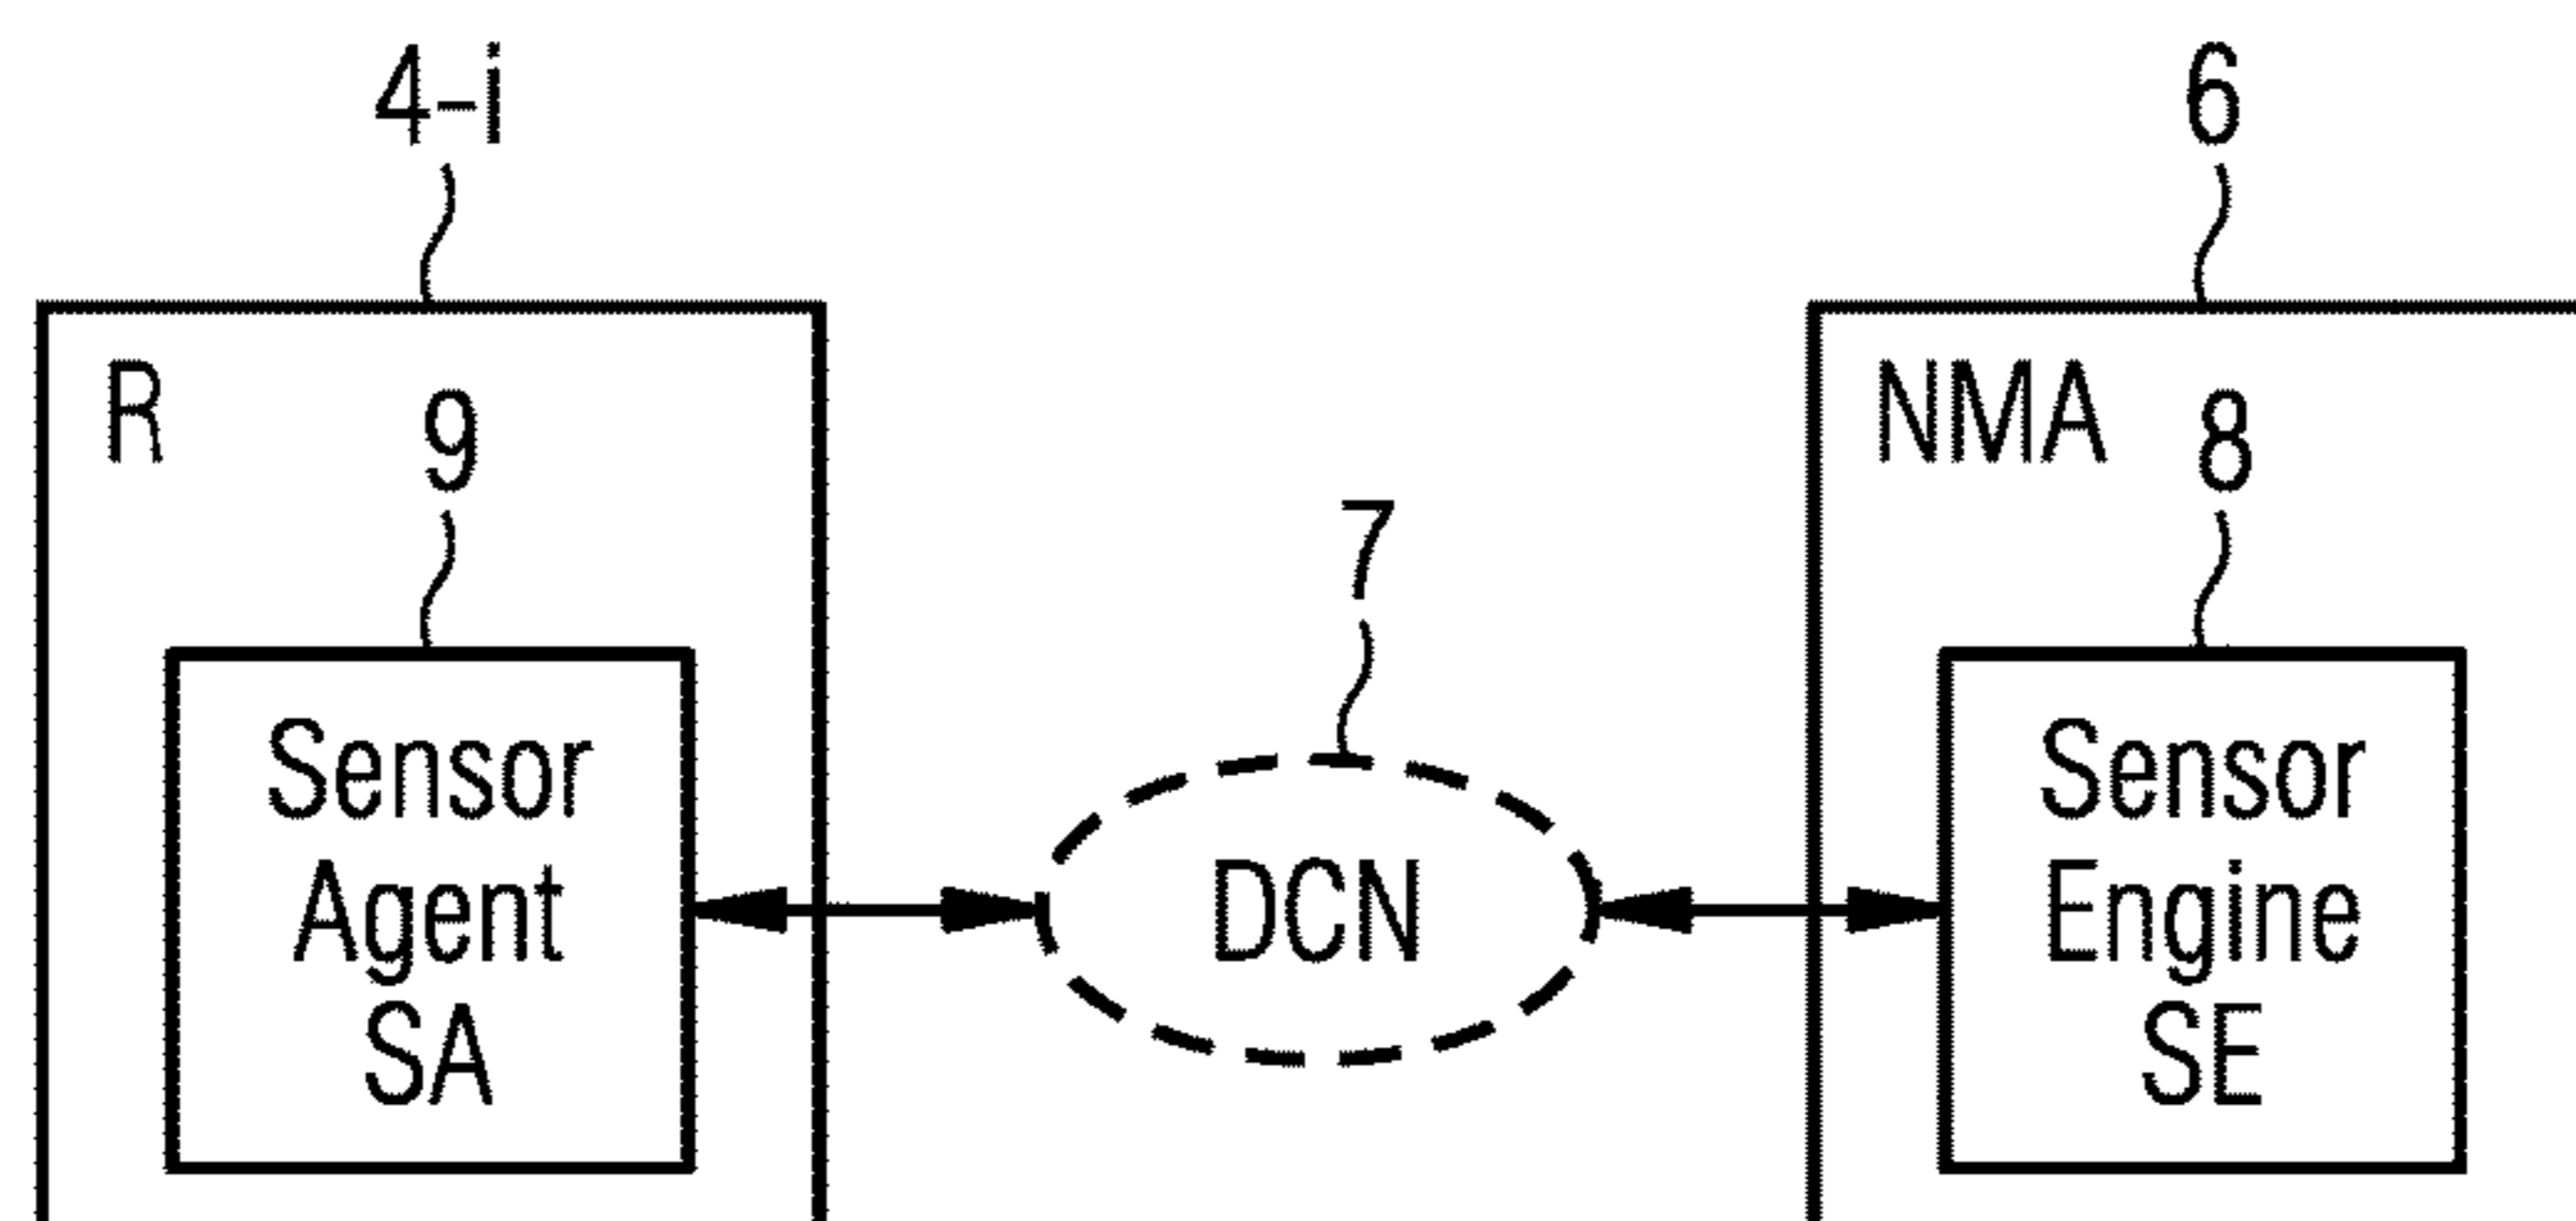 4-i
6
R
9
NMA
8
7
Sensor
Agent
SA
DCN
Sensor
Engine
SE